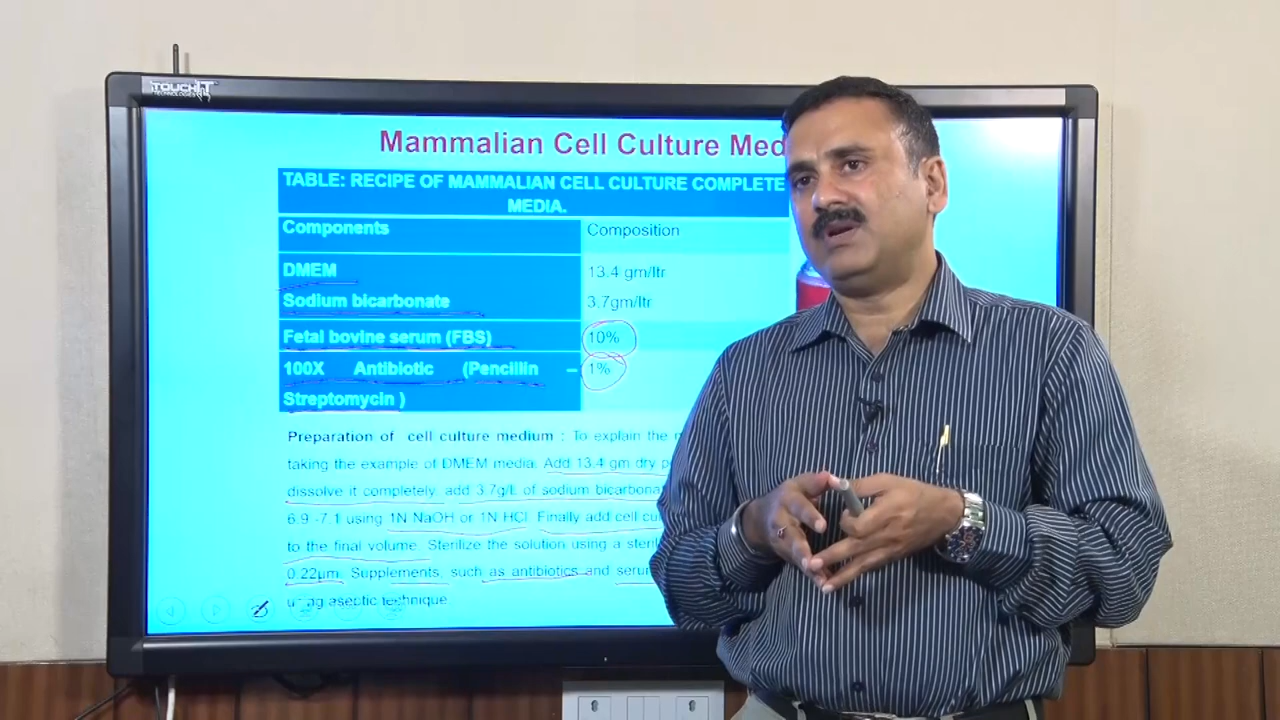 TOUCHIT
TECHNOLOGIES
Mammalian Cell Culture Med
TABLE: RECIPE OF MAMMALIAN CELL CULTURE COMPLETE
MEDIA.
Components Composition
DMEM 13.4 gm/ltr
Sodium bicarbonate 3.7gm/ltr
Fetal bovine serum (FBS) 10%
100X Antibiotic (Pencillin – 1%
Streptomycin )
Preparation of cell culture medium : To explain the
taking the example of DMEM media. Add 13.4 gm dry
dissolve it completely, add 3.7g/L of sodium
6.9 -7.1 using 1N NaOH or 1N HCl. Finally add cell
to the final volume. Sterilize the solution using a
0.22µm. Supplements, such as antibiotics and
using aseptic technique.